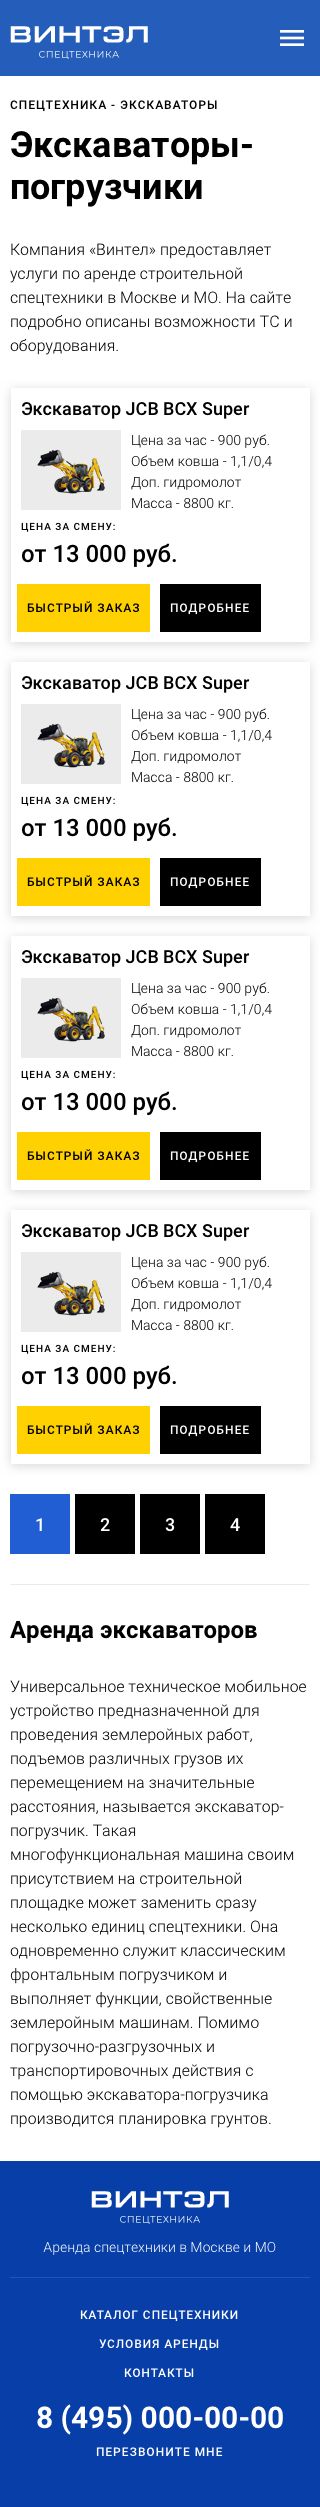 ВИНТЭЛ
СПЕЦТЕХНИКА
СПЕЦТЕХНИКА - ЭКСКАВАТОРЫ
Экскаваторы-
погрузчики
Компания «Винтел» предоставляет
услуги по аренде строительной
спецтехники в Москве и МО. На сайте
подробно описаны возможности ТС и
оборудования.
Экскаватор JCB BCX Super
Цена за час - 900 руб.
Объем ковша - 1,1/0,4
Доп. гидромолот
Масса - 8800 кг.
ЦЕНА ЗА СМЕНУ:
от 13 000 руб.
БЫСТРЫЙ ЗАКАЗ ПОДРОБНЕЕ
Экскаватор JCB BCX Super
Цена за час - 900 руб.
Объем ковша - 1,1/0,4
Доп. гидромолот
Масса - 8800 кг.
ЦЕНА ЗА СМЕНУ:
от 13 000 руб.
БЫСТРЫЙ ЗАКАЗ ПОДРОБНЕЕ
Экскаватор JCB BCX Super
Цена за час - 900 руб.
Объем ковша - 1,1/0,4
Доп. гидромолот
Масса - 8800 кг.
ЦЕНА ЗА СМЕНУ:
от 13 000 руб.
БЫСТРЫЙ ЗАКАЗ ПОДРОБНЕЕ
Экскаватор JCB BCX Super
Цена за час - 900 руб.
Объем ковша - 1,1/0,4
Доп. гидромолот
Масса - 8800 кг.
ЦЕНА ЗА СМЕНУ:
от 13 000 руб.
БЫСТРЫЙ ЗАКАЗ ПОДРОБНЕЕ
1 2 3 4
Аренда экскаваторов
Универсальное техническое мобильное
устройство предназначенной для
проведения землеройных работ,
подъемов различных грузов их
перемещением на значительные
расстояния, называется экскаватор-
погрузчик. Такая
многофункциональная машина своим
присутствием на строительной
площадке может заменить сразу
несколько единиц спецтехники. Она
одновременно служит классическим
фронтальным погрузчиком и
выполняет функции, свойственные
землеройным машинам. Помимо
погрузочно-разгрузочных и
транспортировочных действия с
помощью экскаватора-погрузчика
производится планировка грунтов.
ВИНТЭЛ
СПЕЦТЕХНИКА
Аренда спецтехники в Москве и МО
КАТАЛОГ СПЕЦТЕХНИКИ
УСЛОВИЯ АРЕНДЫ
КОНТАКТЫ
8 (495) 000-00-00
ПЕРЕЗВОНИТЕ МНЕ